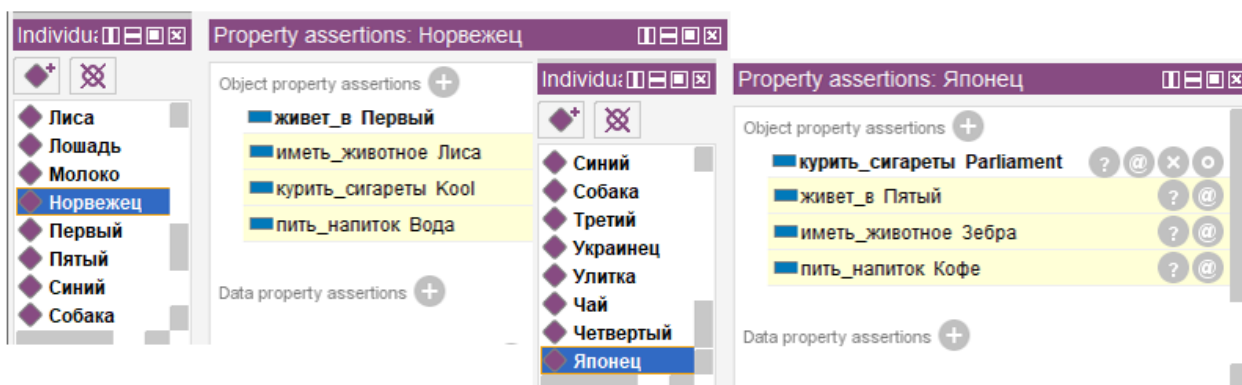 Individu
Property assertions: Норвежец
Object property assertions
Лиса
Лошадь
Молоко
Норвежец
Первый
Пятый
Синий
Собака
живет_в Первый
иметь_животное Лиса
курить_сигареты Kool
пить_напиток Вода
Data property assertions
Individu
Property assertions: Японец
Object property assertions
Синий
Собака
Третий
Украинец
Улитка
Чай
Четвертый
Японец
курить_сигареты Parliament
живет_в Пятый
иметь_животное Зебра
пить_напиток Кофе
Data property assertions